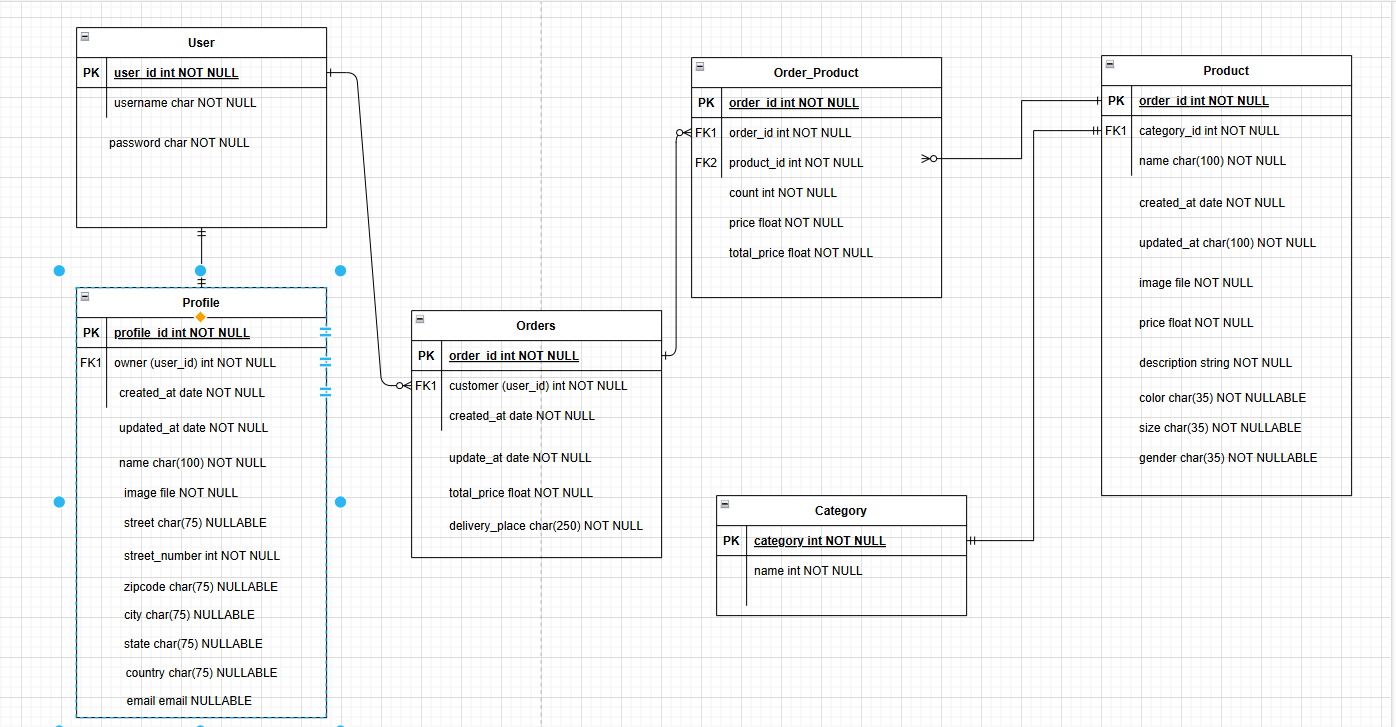 User
PK user_id int NOT NULL
username char NOT NULL
password char NOT NULL
Profile
PK profile_id int NOT NULL
FK1 owner (user_id) int NOT NULL
created_at date NOT NULL
updated_at date NOT NULL
name char(100) NOT NULL
image file NOT NULL
street char(75) NULLABLE
street_number int NOT NULL
zipcode char(75) NULLABLE
city char(75) NULLABLE
state char(75) NULLABLE
country char(75) NULLABLE
email email NULLABLE
Orders
PK order_id int NOT NULL
FK1 customer (user_id) int NOT NULL
created_at date NOT NULL
update_at date NOT NULL
total_price float NOT NULL
delivery_place char(250) NOT NULL
Order_Product
PK order_id int NOT NULL
FK1 order_id int NOT NULL
FK2 product_id int NOT NULL
count int NOT NULL
price float NOT NULL
total_price float NOT NULL
Category
PK category int NOT NULL
name int NOT NULL
Product
PK order_id int NOT NULL
FK1 category_id int NOT NULL
name char(100) NOT NULL
created_at date NOT NULL
updated_at char(100) NOT NULL
image file NOT NULL
price float NOT NULL
description string NOT NULL
color char(35) NOT NULLABLE
size char(35) NOT NULLABLE
gender char(35) NOT NULLABLE